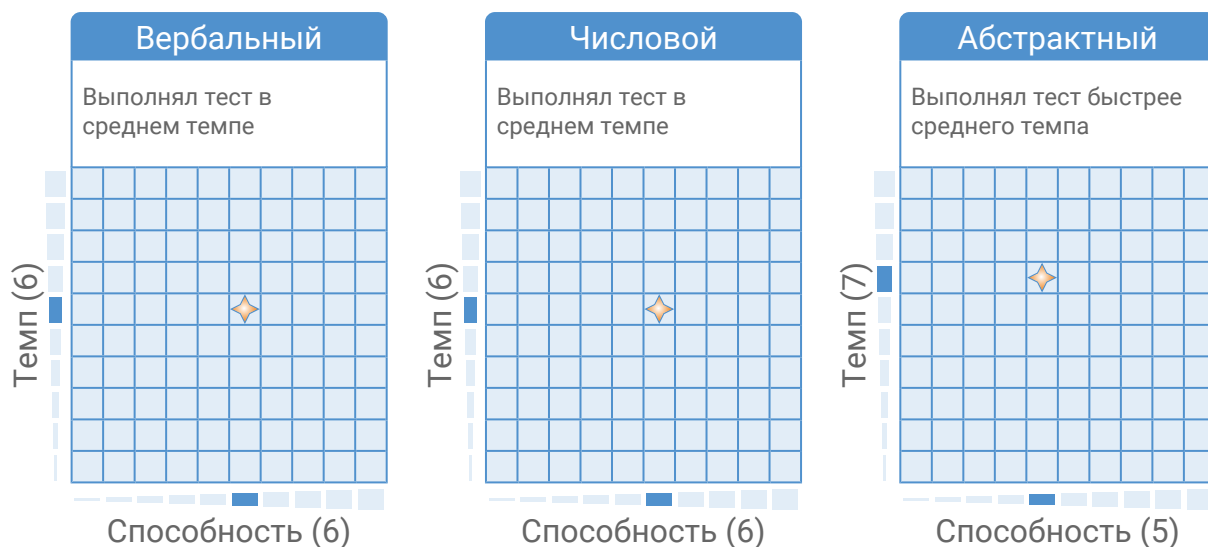 Вербальный
Выполнял тест в
среднем темпе
Темп (6)
Способность (6)
Числовой
Выполнял тест в
среднем темпе
Темп (6)
Способность (6)
Абстрактный
Выполнял тест быстрее
среднего темпа
Темп (7)
Способность (5)